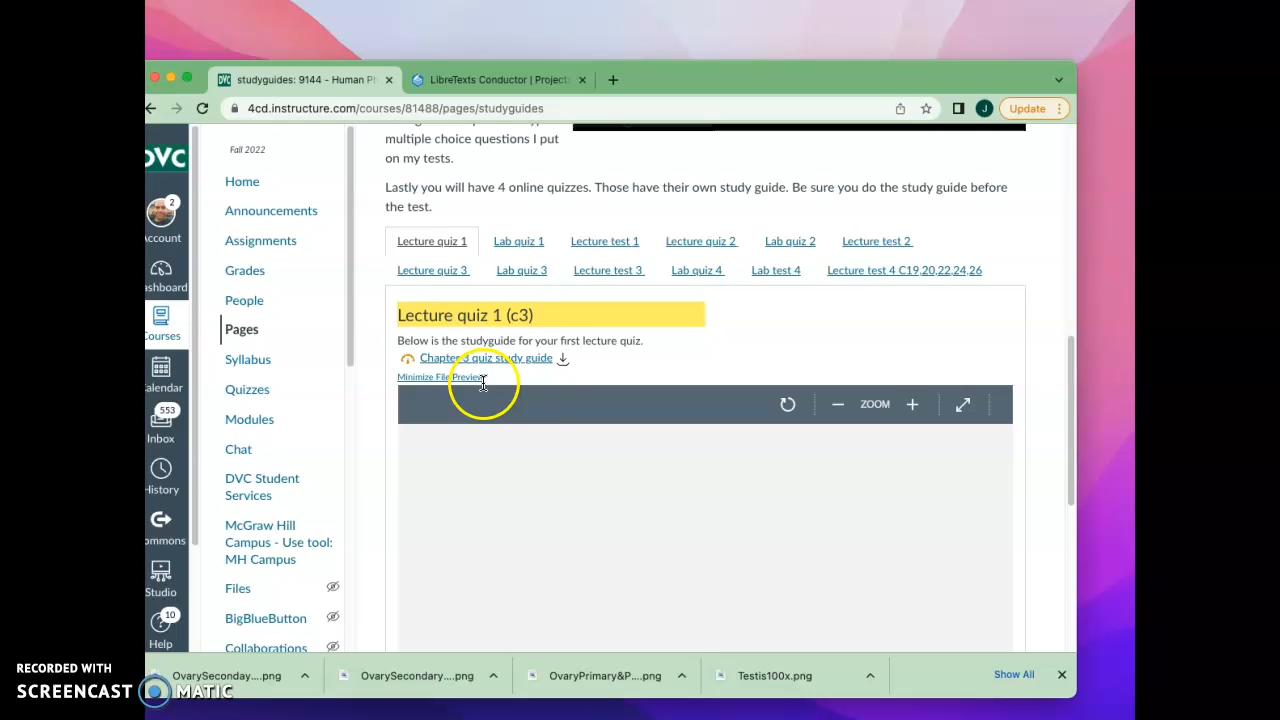 studyguides: 9144 - Human Ph
LibreTexts Conductor | Projects
4cd.instructure.com/courses/81488/pages/studyguides
J
Update
DVC
2
Account
ashboard
Courses
Calendar
553
Inbox
History
ommons
Studio
10
Help
Fall 2022
Home
Announcements
Assignments
Grades
People
Pages
Syllabus
Quizzes
Modules
Chat
DVC Student
Services
McGraw Hill
Campus - Use tool:
MH Campus
Files
BigBlueButton
Collaborations
multiple choice questions I put
on my tests.
Lastly you will have 4 online quizzes. Those have their own study guide. Be sure you do the study guide before
the test.
Lecture quiz 1 Lab quiz 1 Lecture test 1 Lecture quiz 2 Lab quiz 2 Lecture test 2
Lecture quiz 3 Lab quiz 3 Lecture test 3 Lab quiz 4 Lab test 4 Lecture test 4 C19,20,22,24,26
Lecture quiz 1 (c3)
Below is the studyguide for your first lecture quiz.
Chapter 3 quiz study guide
Minimize File Preview
ZOOM
OvarySeconday....png OvarySecondary....png OvaryPrimary&P....png Testis100x.png Show All
RECORDED WITH
SCREENCAST MATIC